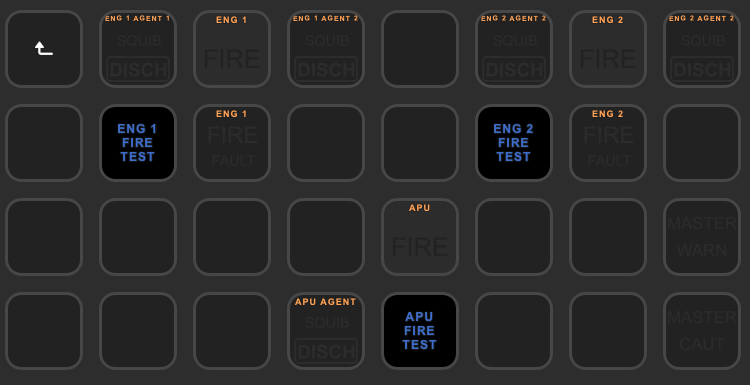 ENG 1 AGENT 1
SQUIB
DISCH
ENG 1
FIRE
ENG 1 AGENT 2
SQUIB
DISCH
ENG 2 AGENT 2
SQUIB
DISCH
ENG 2
FIRE
ENG 2 AGENT 2
SQUIB
DISCH
ENG 1
FIRE
TEST
ENG 1
FIRE
FAULT
ENG 2
FIRE
TEST
ENG 2
FIRE
FAULT
APU
FIRE
MASTER
WARN
APU AGENT
SQUIB
DISCH
APU
FIRE
TEST
MASTER
CAUT